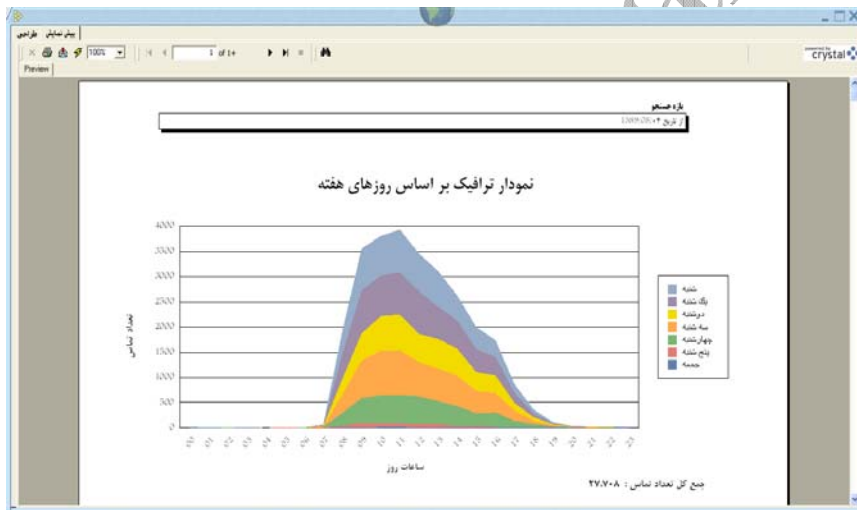 پیش نمایش طراحی
100% 1 of 1+
powered by
crystal
Preview
بازه جستجو
از تاریخ
نمودار ترافیک بر اساس روزهای هفته
4000
3500
3000
2500
2000
1500
1000
500
0
تعداد تماس
00 01 02 03 04 05 06 07 08 09 10 11 12 13 14 15 16 17 18 19 20 21 22 23
ساعات روز
شنبه
یک شنبه
دوشنبه
سه شنبه
چهارشنبه
پنج شنبه
جمعه
جمع کل تعداد تماس : ۲۷،۷۰۸